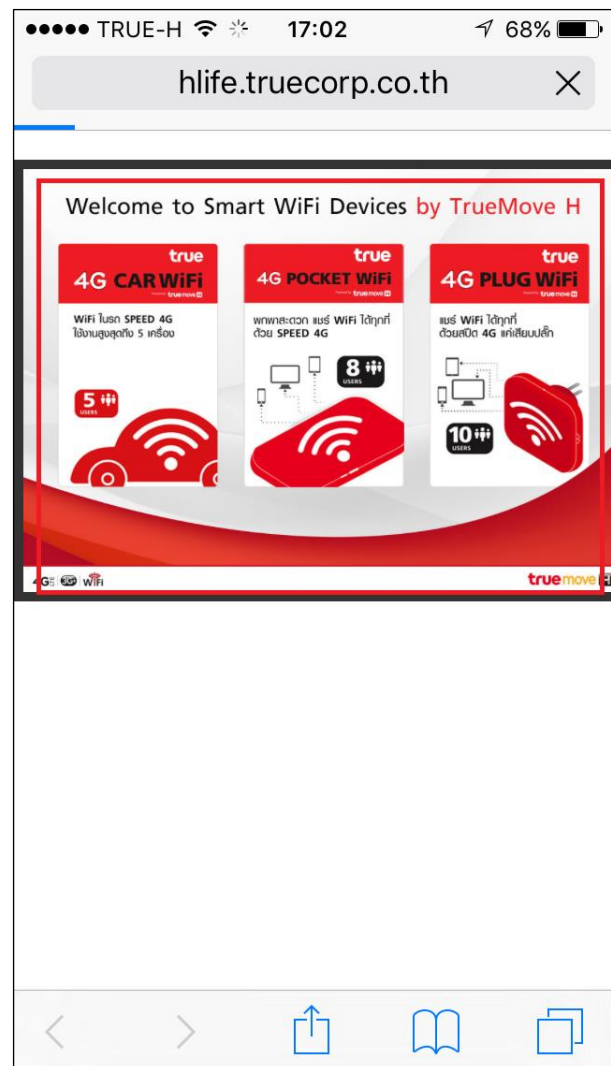 TRUE-H 17:02 68%
hlife.truecorp.co.th
Welcome to Smart WiFi Devices by TrueMove H
true
4G CAR WiFi
WiFi ในรถ SPEED 4G
ใช้งานสูงสุดถึง 5 เครื่อง
5
USERS
true
4G POCKET WiFi
พกพาสะดวก แชร์ WiFi ได้ทุกที่
ด้วย SPEED 4G
8
USERS
true
4G PLUG WiFi
แชร์ WiFi ได้ทุกที่
ด้วยสปีด 4G แค่เสียบปลั๊ก
10
USERS
4G 3G WiFi
truemove H